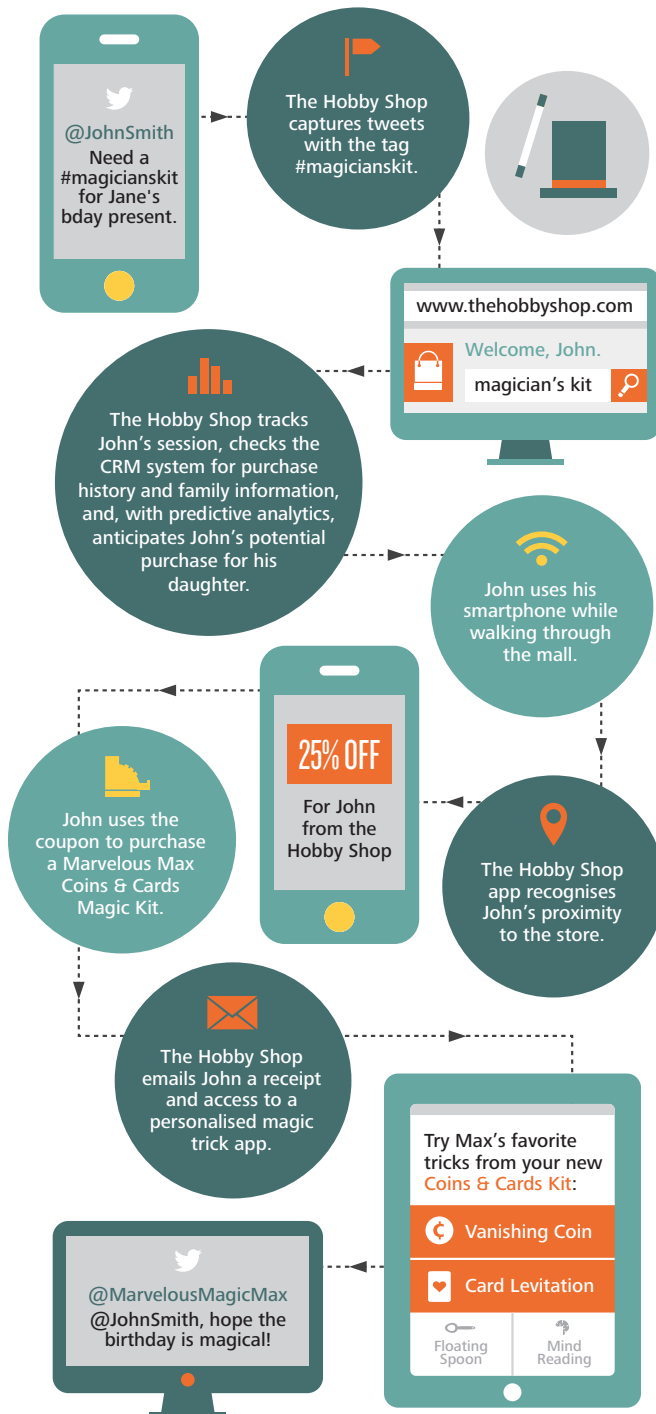 @JohnSmith
Need a
#magicianskit
for Jane's
bday present.
The Hobby Shop
captures tweets
with the tag
#magicianskit.
www.thehobbyshop.com
Welcome, John.
magician’s kit
The Hobby Shop tracks
John’s session, checks the
CRM system for purchase
history and family information,
and, with predictive analytics,
anticipates John’s potential
purchase for his
daughter.
John uses his
smartphone while
walking through
the mall.
The Hobby Shop
app recognises
John’s proximity
to the store.
25% OFF
For John
from the
Hobby Shop
John uses the
coupon to purchase
a Marvelous Max
Coins & Cards
Magic Kit.
The Hobby Shop
emails John a receipt
and access to a
personalised magic
trick app.
Try Max’s favorite
tricks from your new
Coins & Cards Kit:
¢ Vanishing Coin
Card Levitation
Floating
Spoon
Mind
Reading
@MarvelousMagicMax
@JohnSmith, hope the
birthday is magical!